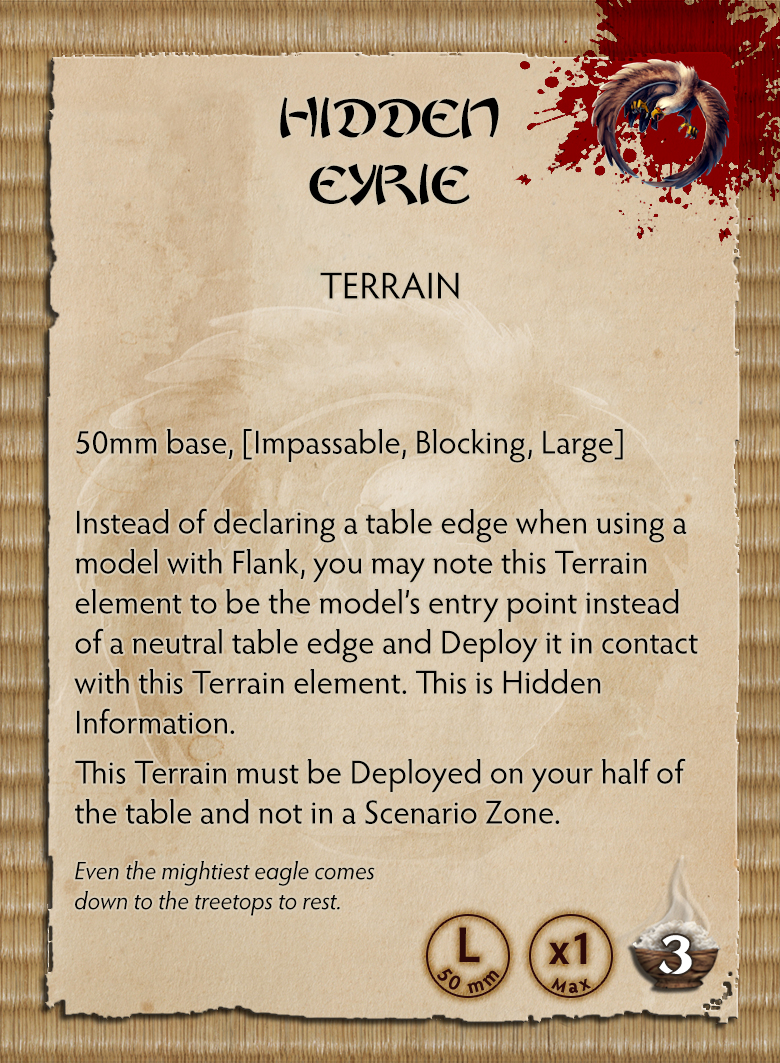 HIDDEN
EYRIE
TERRAIN
50mm base, [Impassable, Blocking, Large]
Instead of declaring a table edge when using a
model with Flank, you may note this Terrain
element to be the model's entry point instead
of a neutral table edge and Deploy it in contact
with this Terrain element. This is Hidden
Information.
This Terrain must be Deployed on your half of
the table and not in a Scenario Zone.
Even the mightiest eagle comes
down to the treetops to rest.
L
50 mm
x1
Max
3